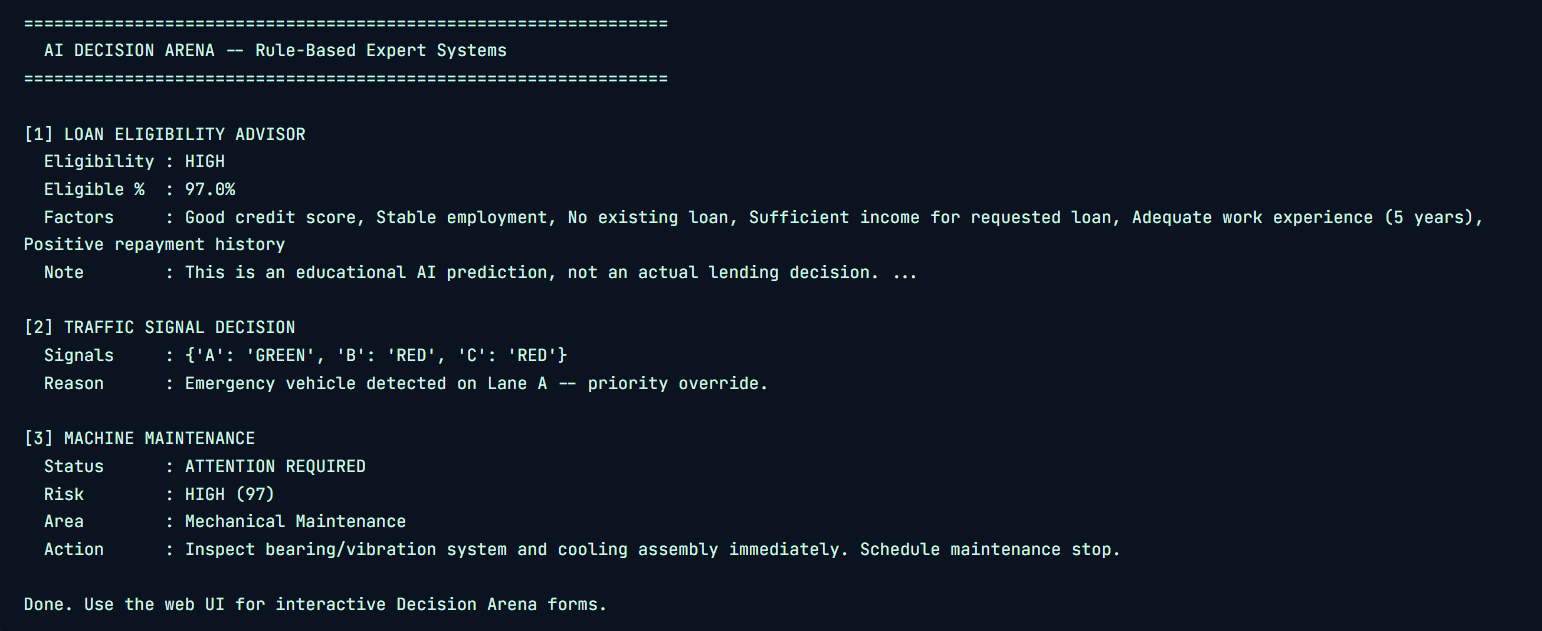 ================================================================
  AI DECISION ARENA -- Rule-Based Expert Systems
================================================================
[1] LOAN ELIGIBILITY ADVISOR
  Eligibility : HIGH
  Eligible %  : 97.0%
  Factors     : Good credit score, Stable employment, No existing loan, Sufficient income for requested loan, Adequate work experience (5 years),
Positive repayment history
  Note        : This is an educational AI prediction, not an actual lending decision. ...
[2] TRAFFIC SIGNAL DECISION
  Signals     : {'A': 'GREEN', 'B': 'RED', 'C': 'RED'}
  Reason      : Emergency vehicle detected on Lane A -- priority override.
[3] MACHINE MAINTENANCE
  Status      : ATTENTION REQUIRED
  Risk        : HIGH (97)
  Area        : Mechanical Maintenance
  Action      : Inspect bearing/vibration system and cooling assembly immediately. Schedule maintenance stop.
Done. Use the web UI for interactive Decision Arena forms.